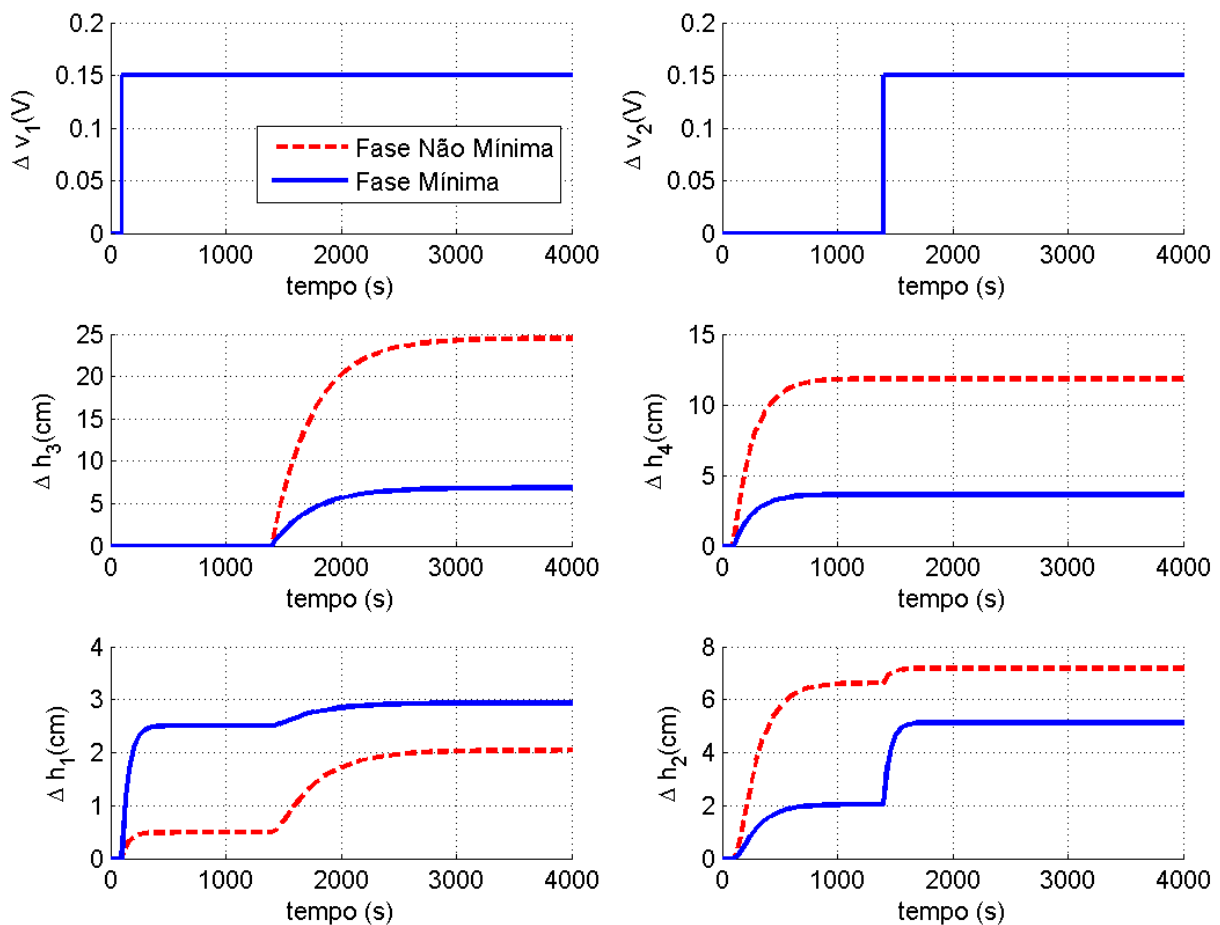 0.2
0.15
0.1
0.05
0
Δ v1(V)
0 1000 2000 3000 4000
tempo (s)
Fase Não Mínima
Fase Mínima
0.2
0.15
0.1
0.05
0
Δ v2(V)
0 1000 2000 3000 4000
tempo (s)
25
20
15
10
5
0
Δ h3(cm)
0 1000 2000 3000 4000
tempo (s)
15
10
5
0
Δ h4(cm)
0 1000 2000 3000 4000
tempo (s)
4
3
2
1
0
Δ h1(cm)
0 1000 2000 3000 4000
tempo (s)
8
6
4
2
0
Δ h2(cm)
0 1000 2000 3000 4000
tempo (s)